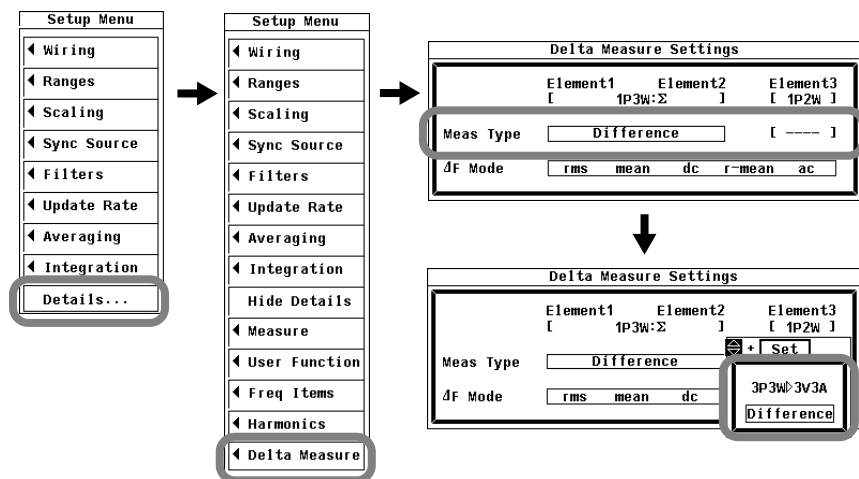 Setup Menu
Wiring
Ranges
Scaling
Sync Source
Filters
Update Rate
Averaging
Integration
Details...
Setup Menu
Wiring
Ranges
Scaling
Sync Source
Filters
Update Rate
Averaging
Integration
Hide Details
Measure
User Function
Freq Items
Harmonics
Delta Measure
Delta Measure Settings
Element1 Element2 Element3
[ 1P3W:Σ ] [ 1P2W ]
Meas Type Difference [ ---- ]
ΔF Mode rms mean dc r-mean ac
Delta Measure Settings
Element1 Element2 Element3
[ 1P3W:Σ ] [ 1P2W ]
+ Set
Meas Type Difference
3P3W▷3V3A
ΔF Mode rms mean dc
Difference